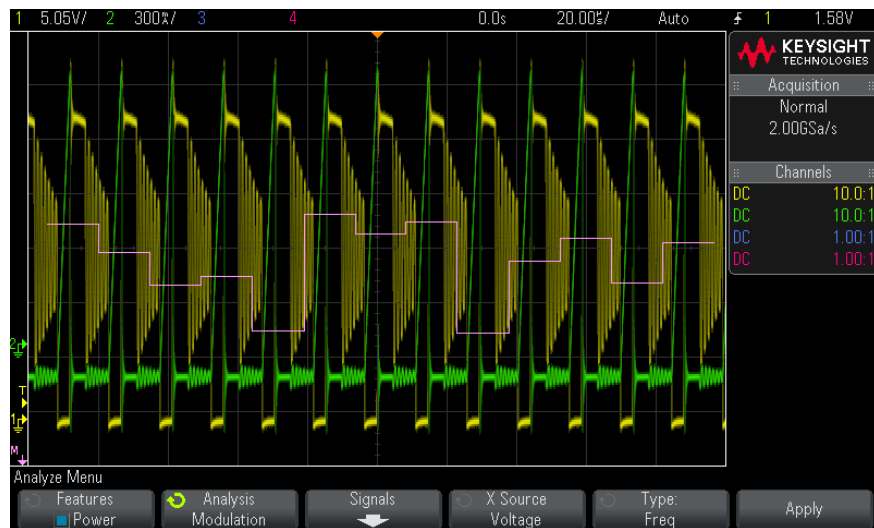 1 5.05V/ 2 300%/ 3 4 0.0s 20.00%/ Auto 1 1.58V
KEYSIGHT
TECHNOLOGIES
Acquisition
Normal
2.00GSa/s
Channels
DC 10.0:1
DC 10.0:1
DC 1.00:1
DC 1.00:1
2
T
1
M
Analyze Menu
Features Analysis Signals X Source Type: Apply
Power Modulation Voltage Freq